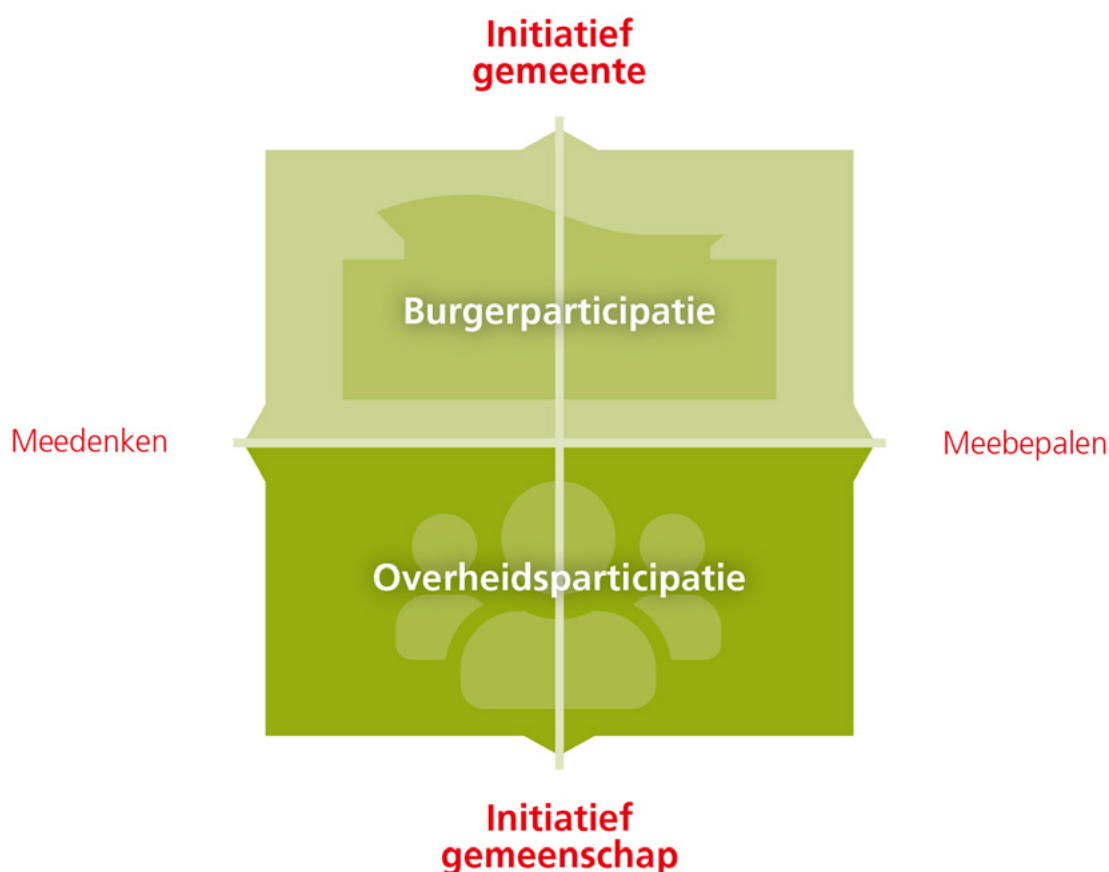 Initiatief
gemeente
Burgerparticipatie
Meedenken
Meebepalen
Overheidsparticipatie
Initiatief
gemeenschap